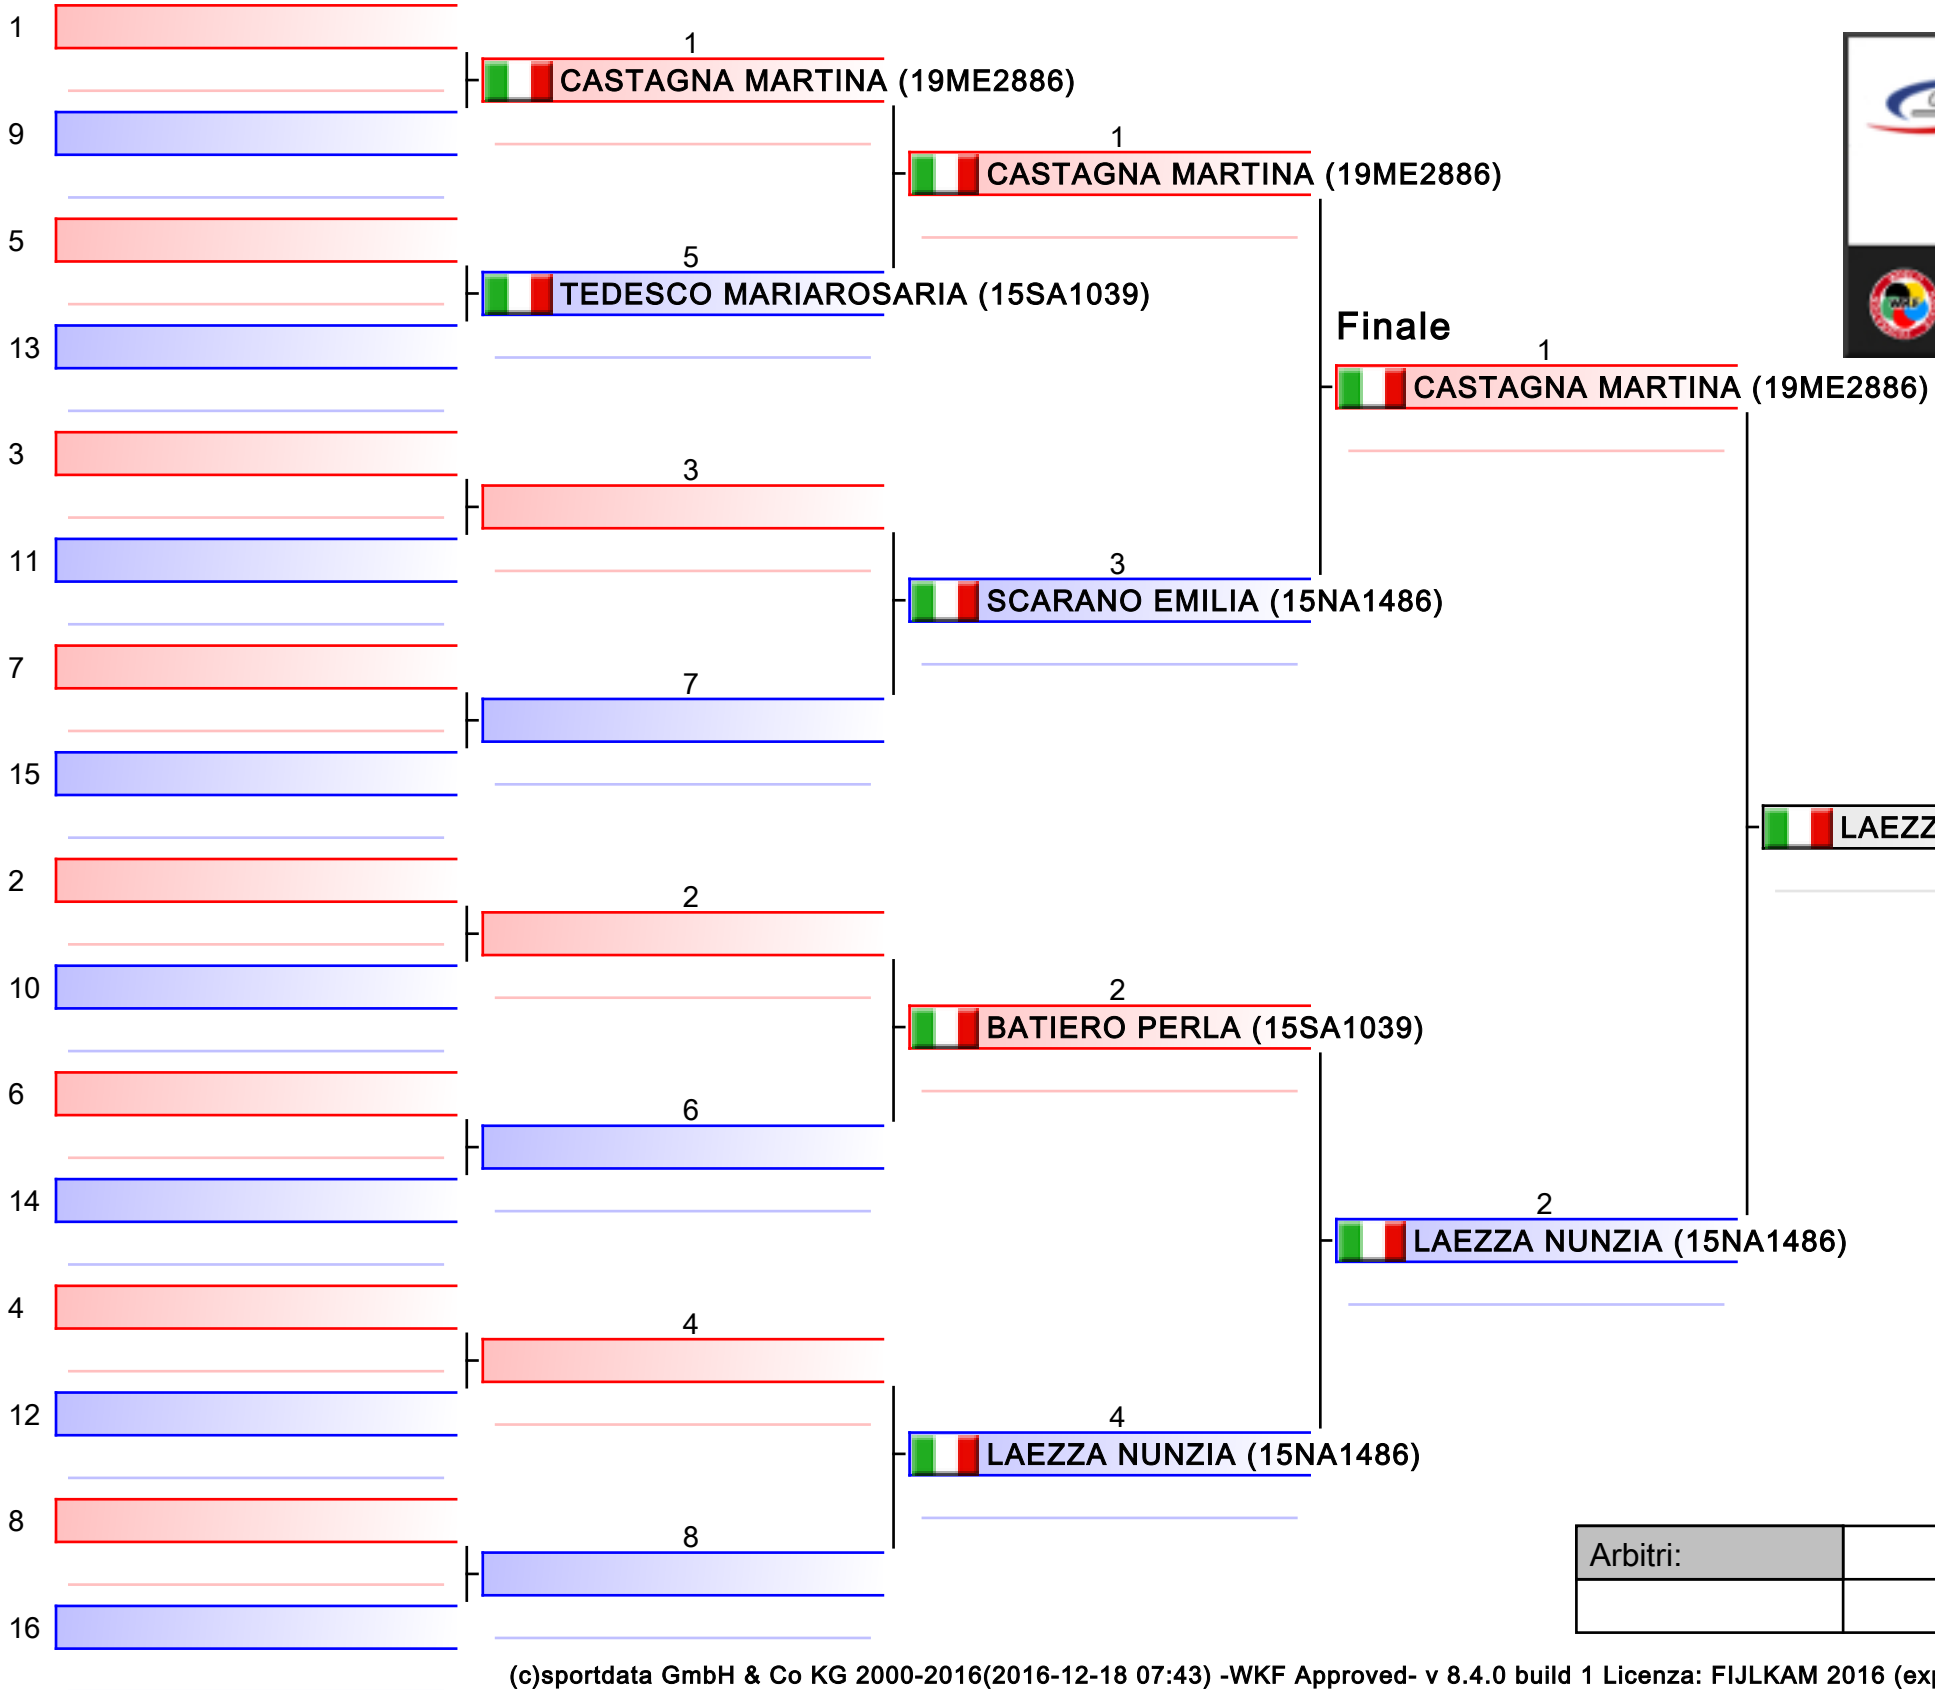 1
9
5
13
3
11
7
15
2
10
6
14
4
12
8
16
1
CASTAGNA MARTINA (19ME2886)
5
TEDESCO MARIAROSARIA (15SA1039)
3
7
2
6
4
8
1
CASTAGNA MARTINA (19ME2886)
3
SCARANO EMILIA (15NA1486)
2
BATIERO PERLA (15SA1039)
4
LAEZZA NUNZIA (15NA1486)
Finale
1
CASTAGNA MARTINA (19ME2886)
2
LAEZZA NUNZIA (15NA1486)
WKF
Arbitri:
(c)sportdata GmbH & Co KG 2000-2016(2016-12-18 07:43) -WKF Approved- v 8.4.0 build 1 Licenza: FIJLKAM 2016